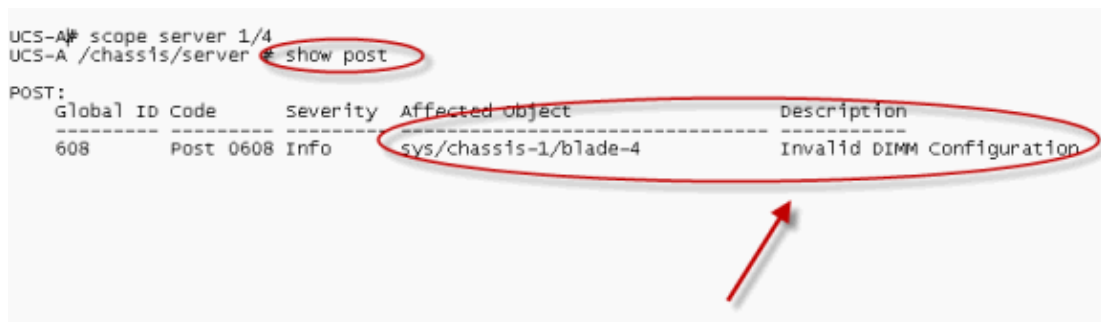 UCS-A# scope server 1/4
UCS-A /chassis/server # show post
POST:
Global ID Code Severity Affected Object Description
--------- --------- --------- -------------------------------- -----------
608 Post 0608 Info sys/chassis-1/blade-4 Invalid DIMM Configuration